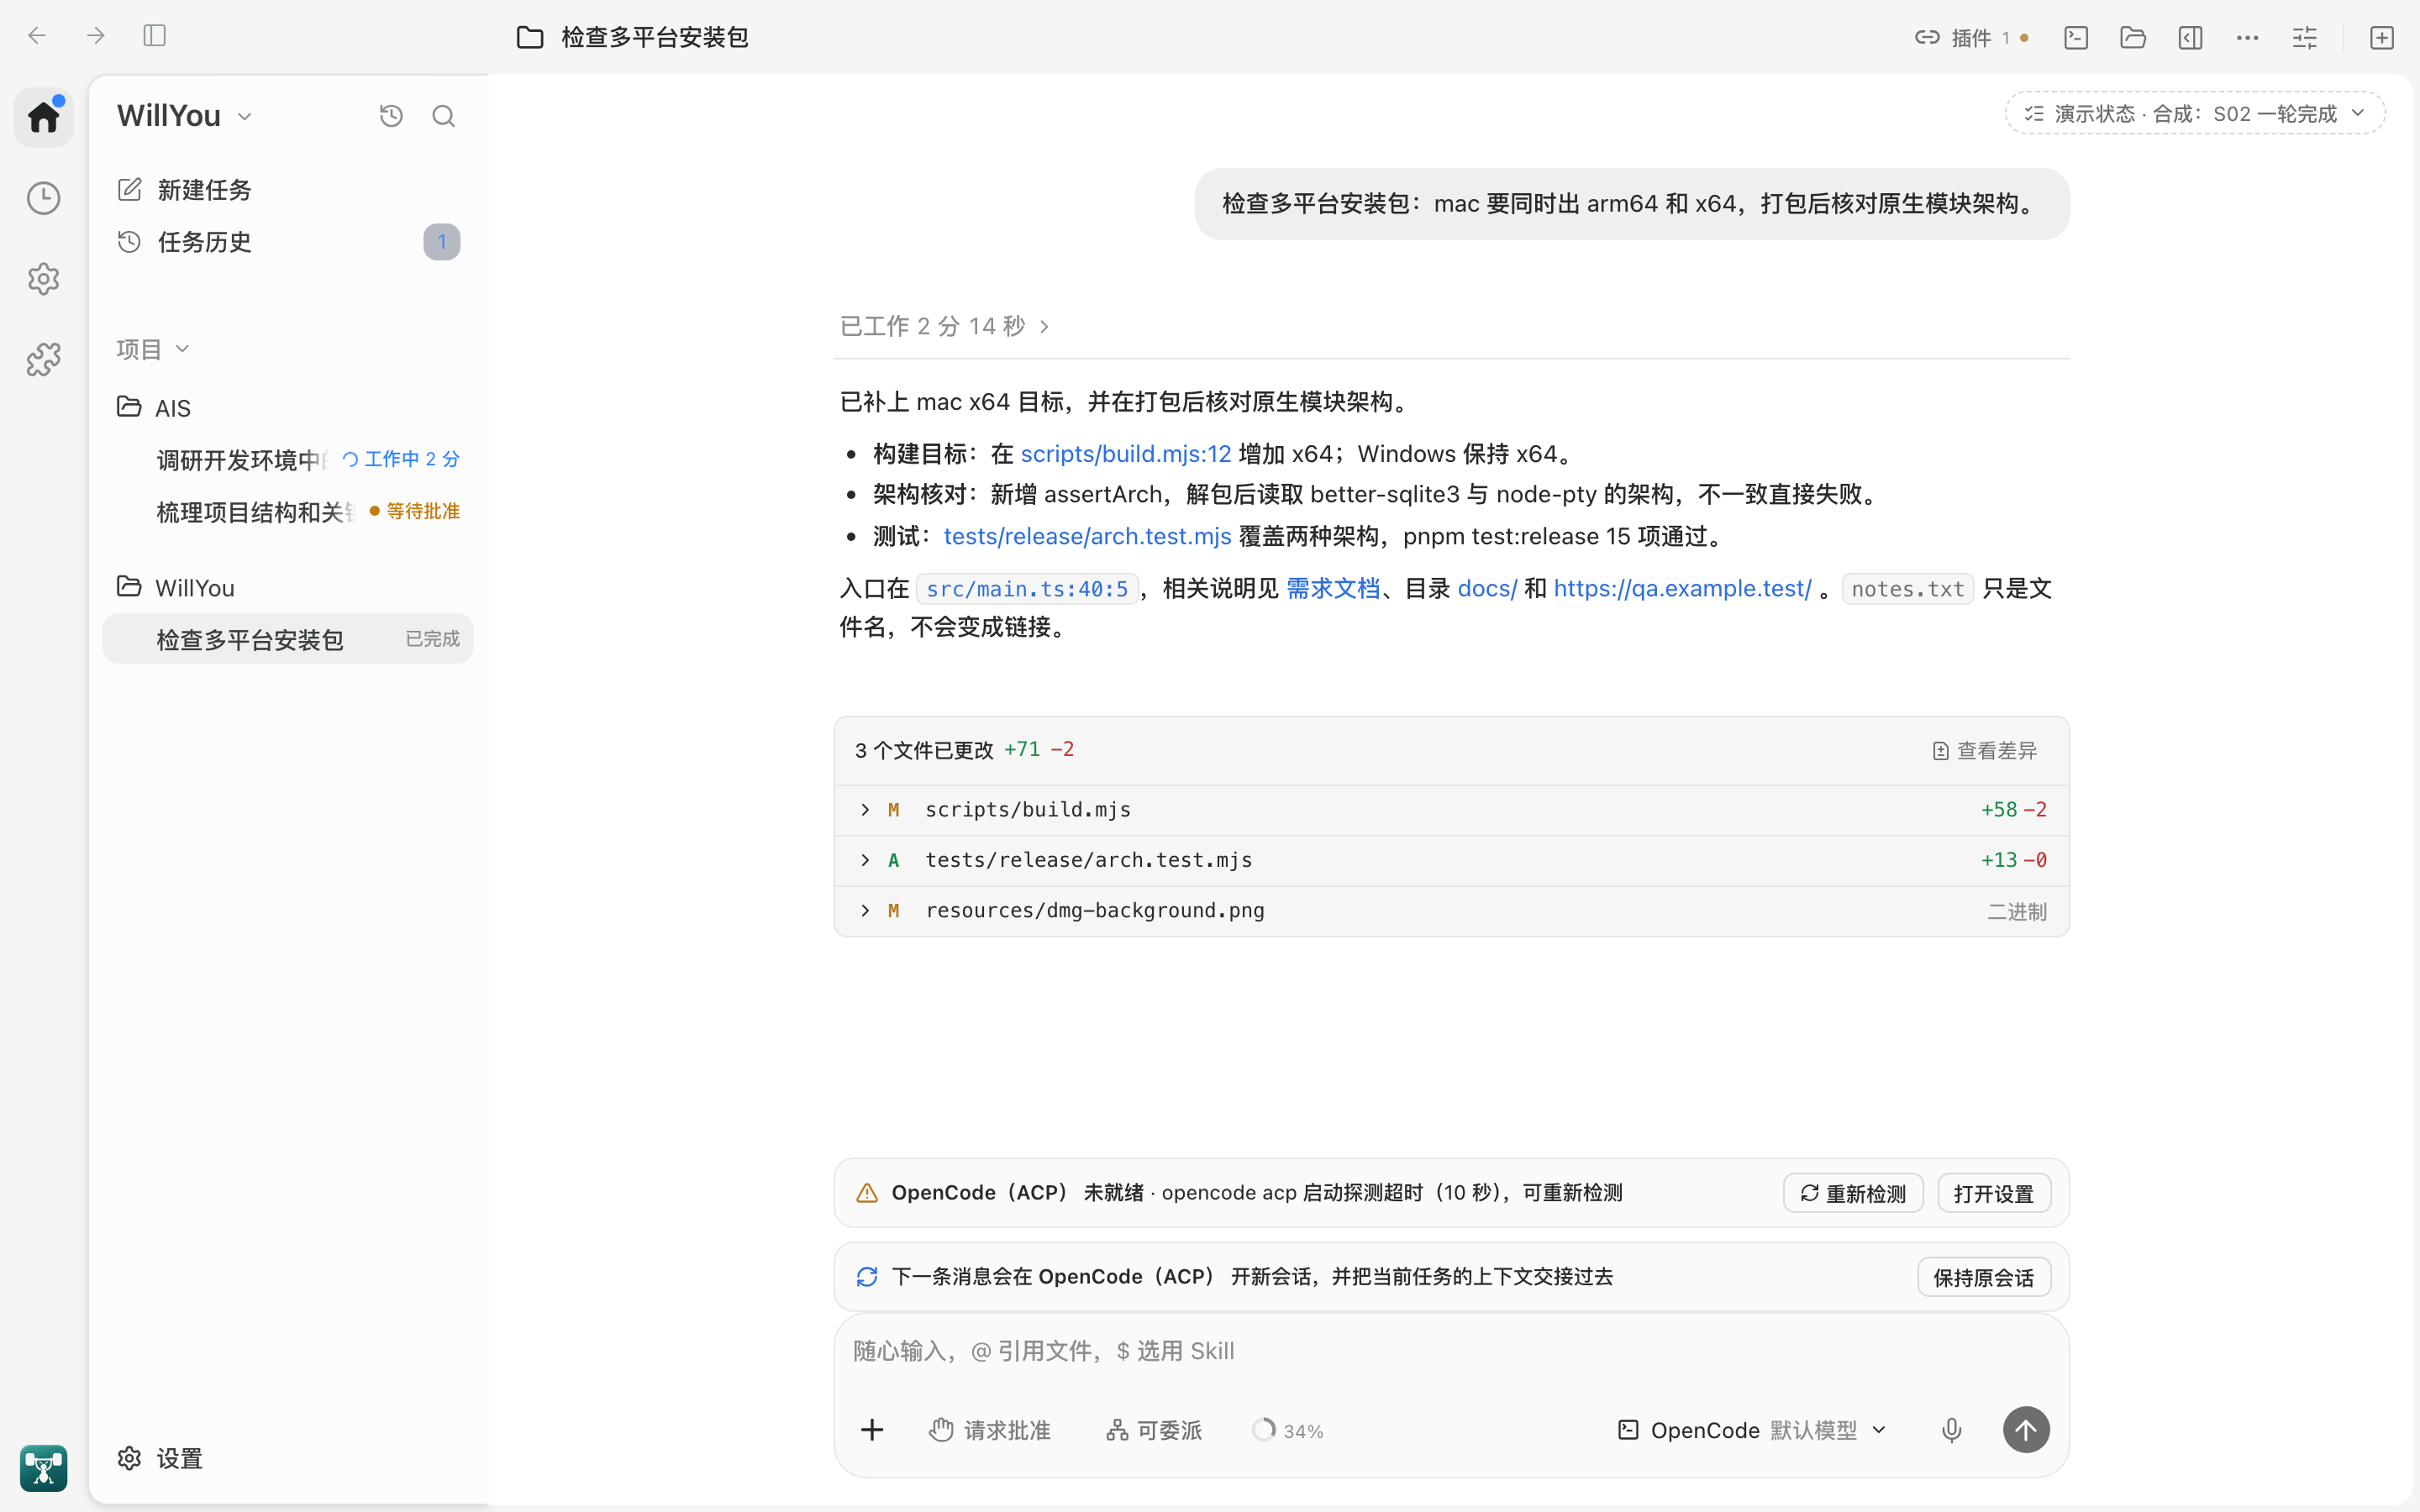 检查多平台安装包
插件 1
WillYou
演示状态 · 合成：S02 一轮完成
新建任务
任务历史
1
检查多平台安装包：mac 要同时出 arm64 和 x64，打包后核对原生模块架构。
项目
AIS
调研开发环境中 工作中 2 分
梳理项目结构和关 等待批准
WillYou
检查多平台安装包 已完成
设置
已工作 2 分 14 秒
已补上 mac x64 目标，并在打包后核对原生模块架构。
• 构建目标：在 scripts/build.mjs:12 增加 x64；Windows 保持 x64。
• 架构核对：新增 assertArch，解包后读取 better-sqlite3 与 node-pty 的架构，不一致直接失败。
• 测试：tests/release/arch.test.mjs 覆盖两种架构，pnpm test:release 15 项通过。
入口在 src/main.ts:40:5，相关说明见 需求文档、目录 docs/ 和 https://qa.example.test/ 。notes.txt 只是文
件名，不会变成链接。
3 个文件已更改 +71 −2 查看差异
M scripts/build.mjs +58 −2
A tests/release/arch.test.mjs +13 −0
M resources/dmg-background.png 二进制
OpenCode（ACP） 未就绪 · opencode acp 启动探测超时（10 秒），可重新检测 重新检测 打开设置
下一条消息会在 OpenCode（ACP） 开新会话，并把当前任务的上下文交接过去 保持原会话
随心输入，@ 引用文件，$ 选用 Skill
请求批准 可委派 34% OpenCode 默认模型